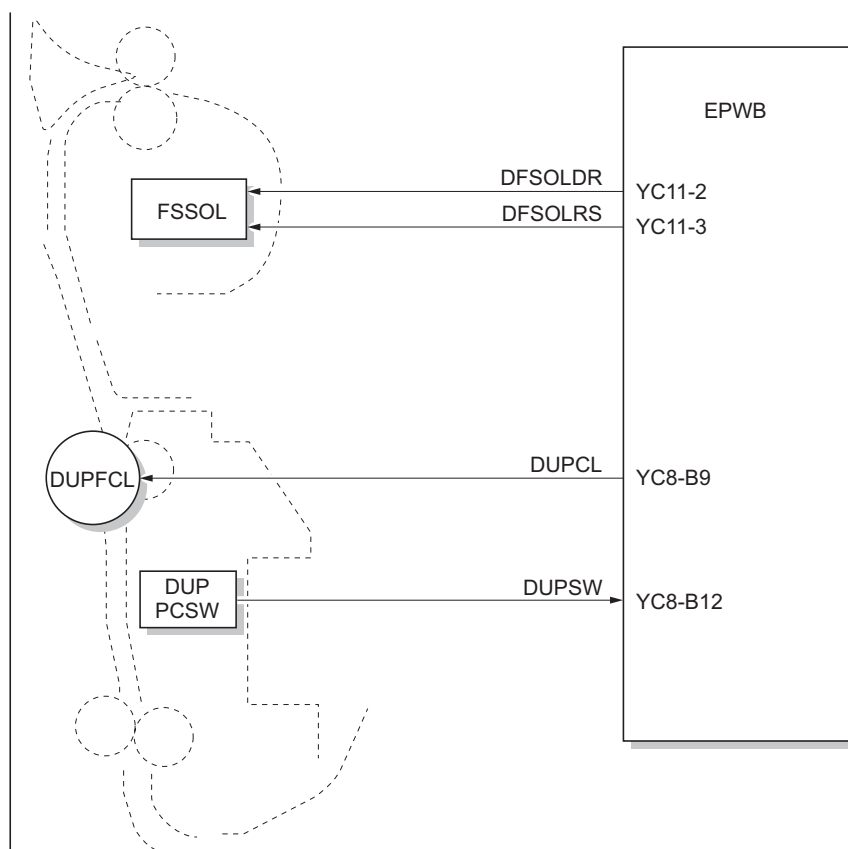 EPWB
DFSOLDR
YC11-2
FSSOL
DFSOLRS
YC11-3
DUPFCL
DUPCL
YC8-B9
DUP
PCSW
DUPSW
YC8-B12